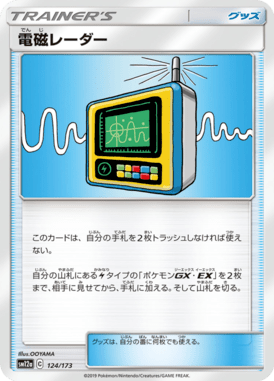 TRAINER'S
グッズ
でんじ
電磁レーダー
このカードは、自分の手札を2枚トラッシュしなければ使えない。
自分の山札にある タイプの「ポケモンGX・EX」を2枚まで、相手に見せてから、手札に加える。そして山札を切る。
Illus. OOYAMA
SM12a C 124/173
グッズは、自分の番に何枚でも使える。
©2019 Pokémon/Nintendo/Creatures/GAME FREAK.